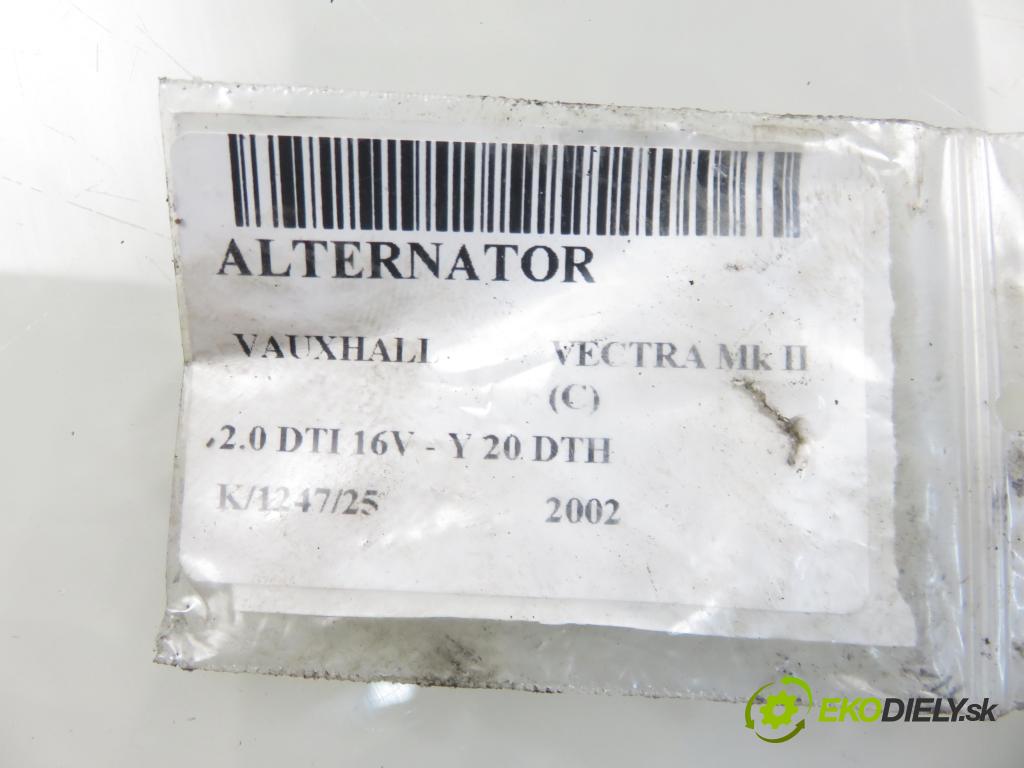 ALTERNATOR
VAUXHALL VECTRA Mk II
(C)
2.0 DTI 16V - Y 20 DTH
K/1247/25 2002
EKODIELY.sk